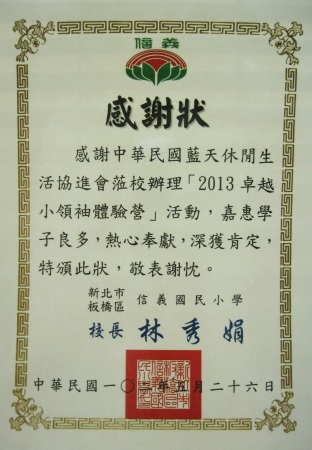 信義
感謝狀
感謝中華民國藍天休閒生
活協進會蒞校辦理「2013卓越
小領袖體驗營」活動,嘉惠學
子良多,熱心奉獻,深獲肯定,
特頒此狀,敬表謝忱。
新北市
板橋區 信義國民小學
校長 林秀娟
中華民國一〇二年五月二十六日